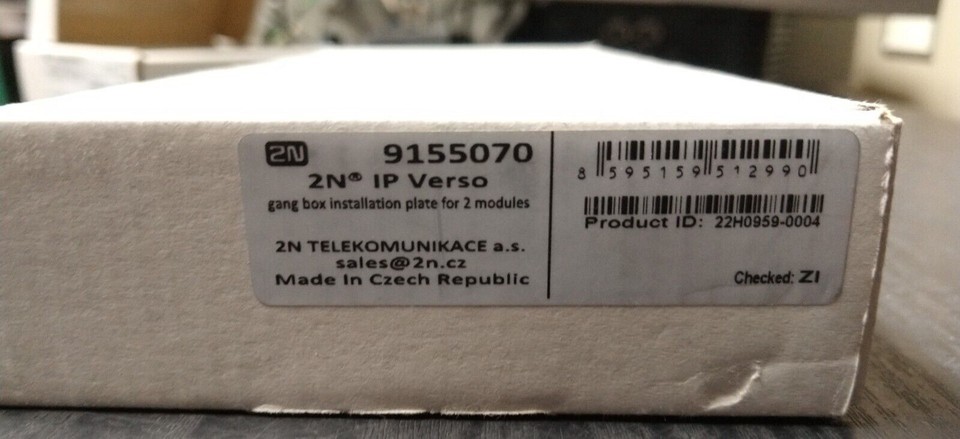 2N 9155070
2N® IP Verso
gang box installation plate for 2 modules
2N TELEKOMUNIKACE a.s.
sales@2n.cz
Made In Czech Republic
8 595159 512990
Product ID: 22H0959-0004
Checked: ZI